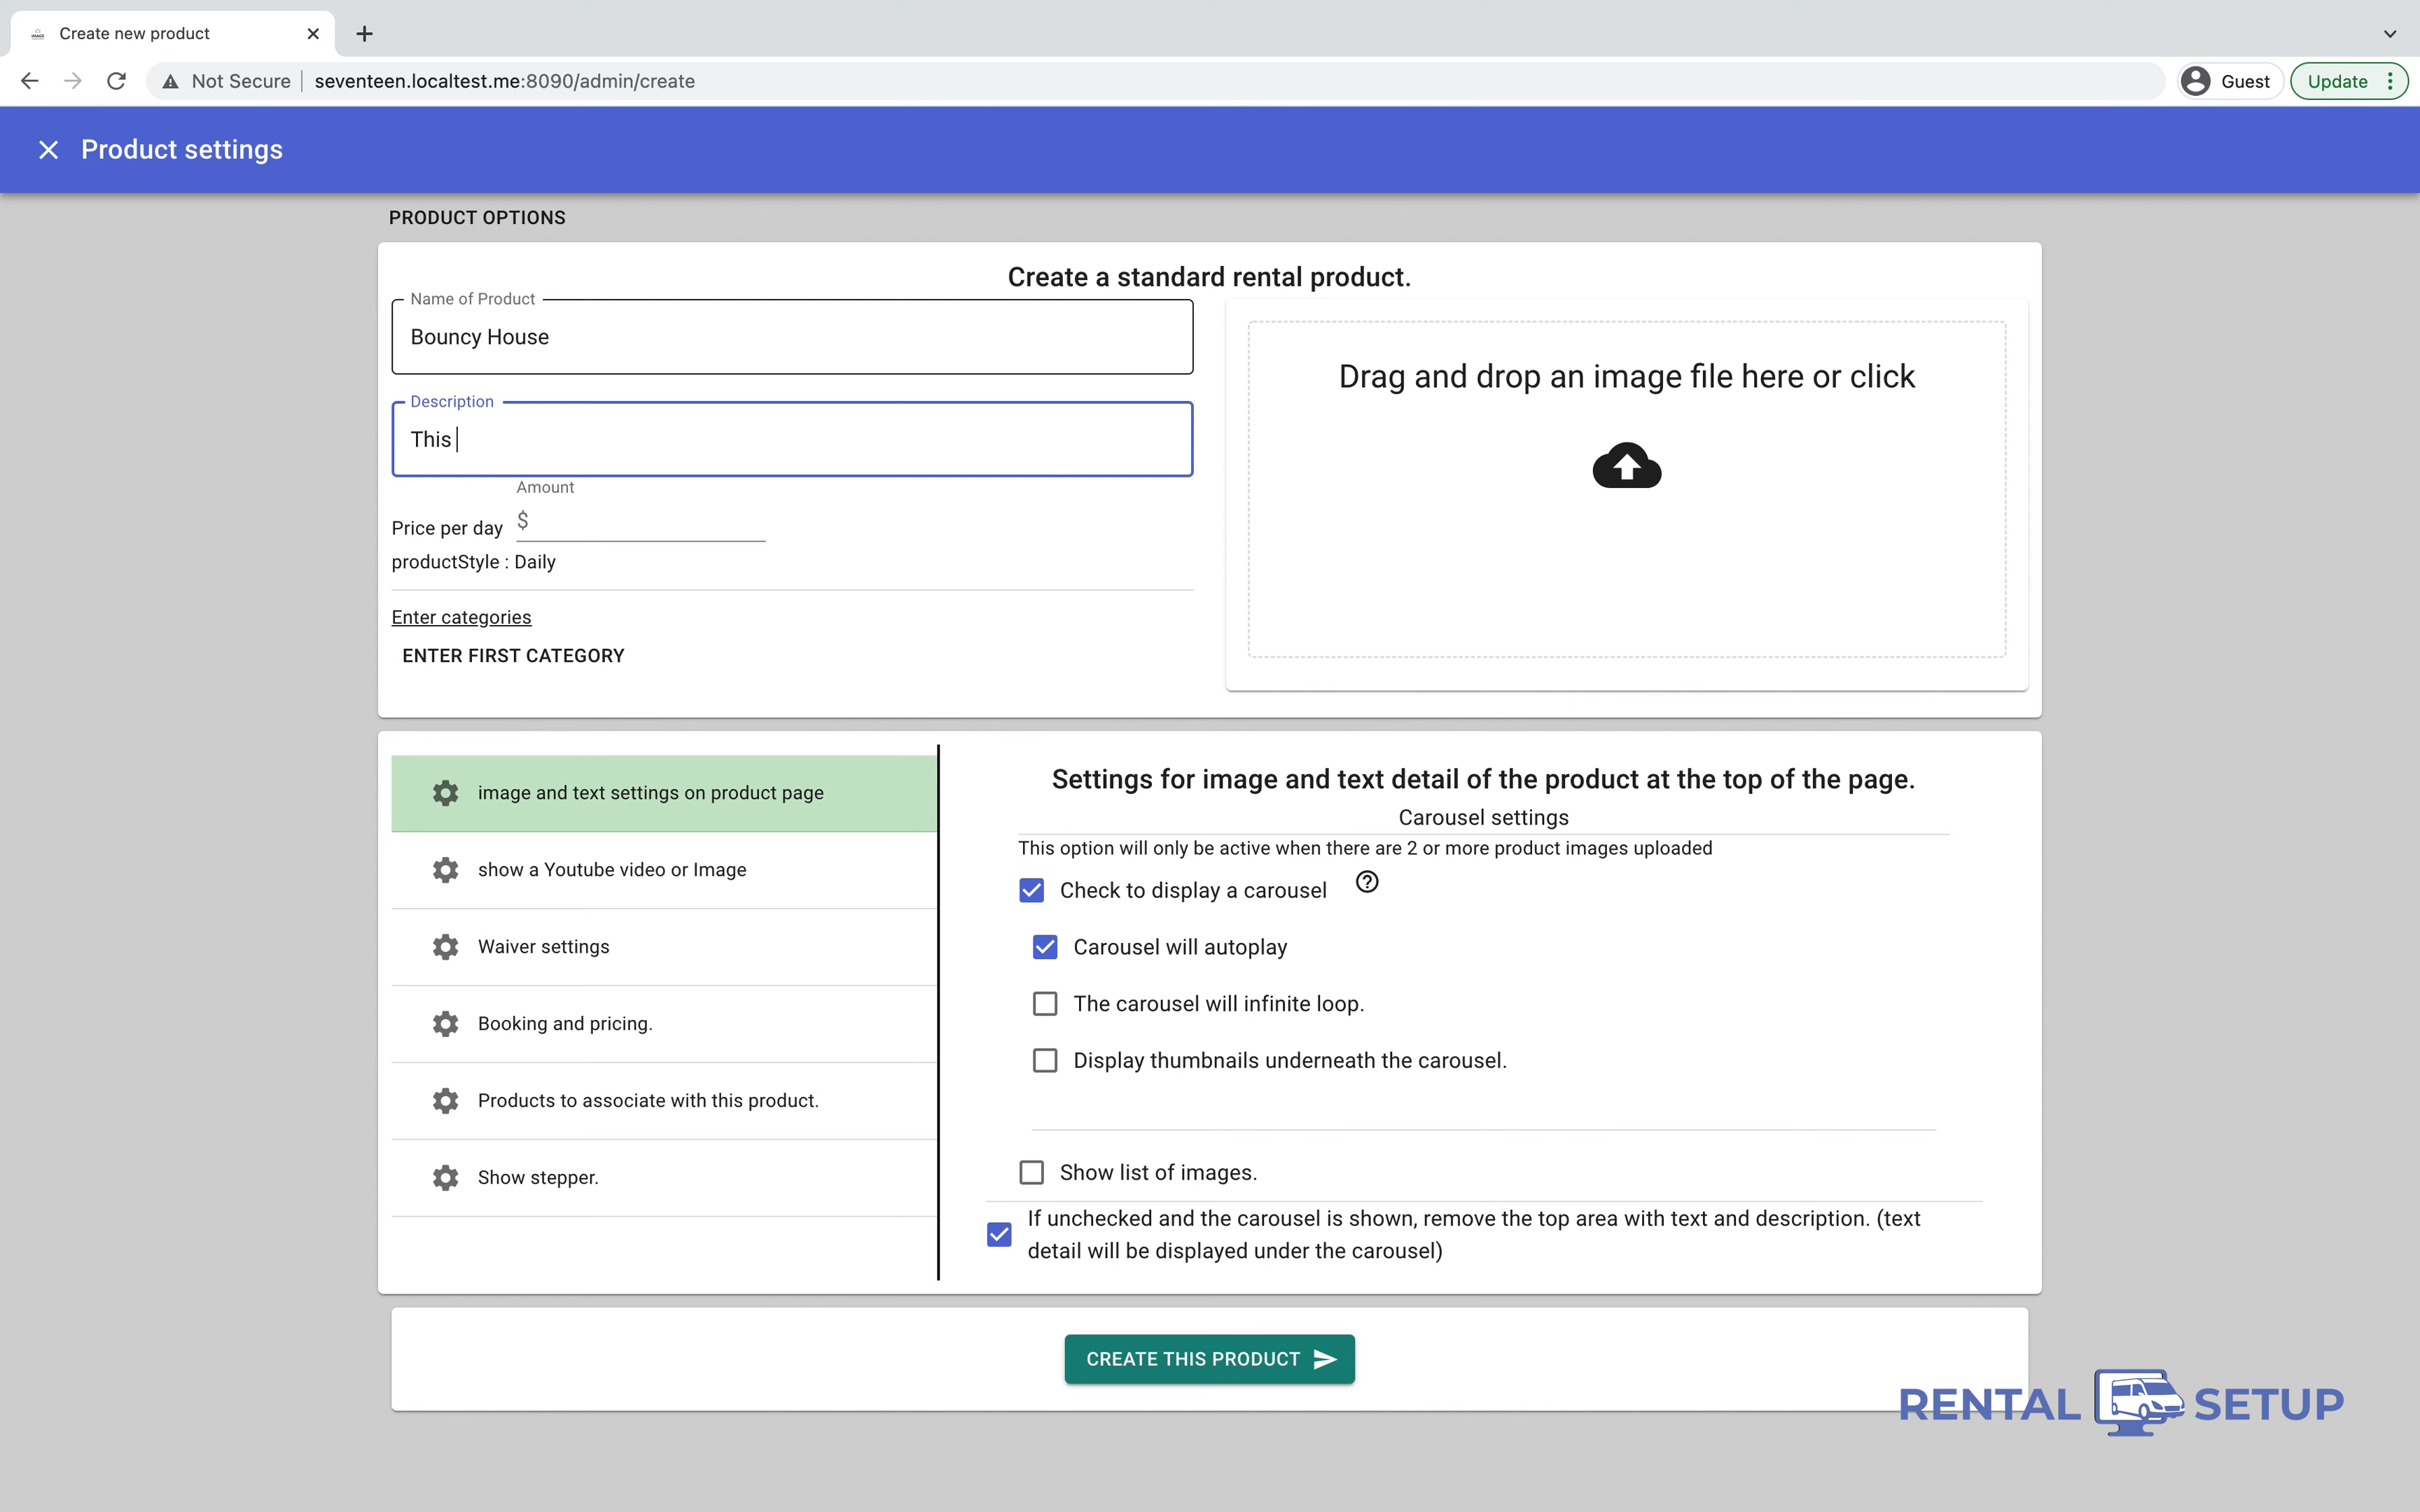 Create new product
Not Secure
seventeen.localtest.me:8090/admin/create
Guest
Update
Product settings
PRODUCT OPTIONS
Create a standard rental product.
Name of Product
Bouncy House
Description
This
Amount
Price per day
$
productStyle : Daily
Enter categories
ENTER FIRST CATEGORY
Drag and drop an image file here or click
image and text settings on product page
show a Youtube video or Image
Waiver settings
Booking and pricing.
Products to associate with this product.
Show stepper.
Settings for image and text detail of the product at the top of the page.
Carousel settings
This option will only be active when there are 2 or more product images uploaded
Check to display a carousel
Carousel will autoplay
The carousel will infinite loop.
Display thumbnails underneath the carousel.
Show list of images.
If unchecked and the carousel is shown, remove the top area with text and description. (text
detail will be displayed under the carousel)
CREATE THIS PRODUCT
RENTAL SETUP